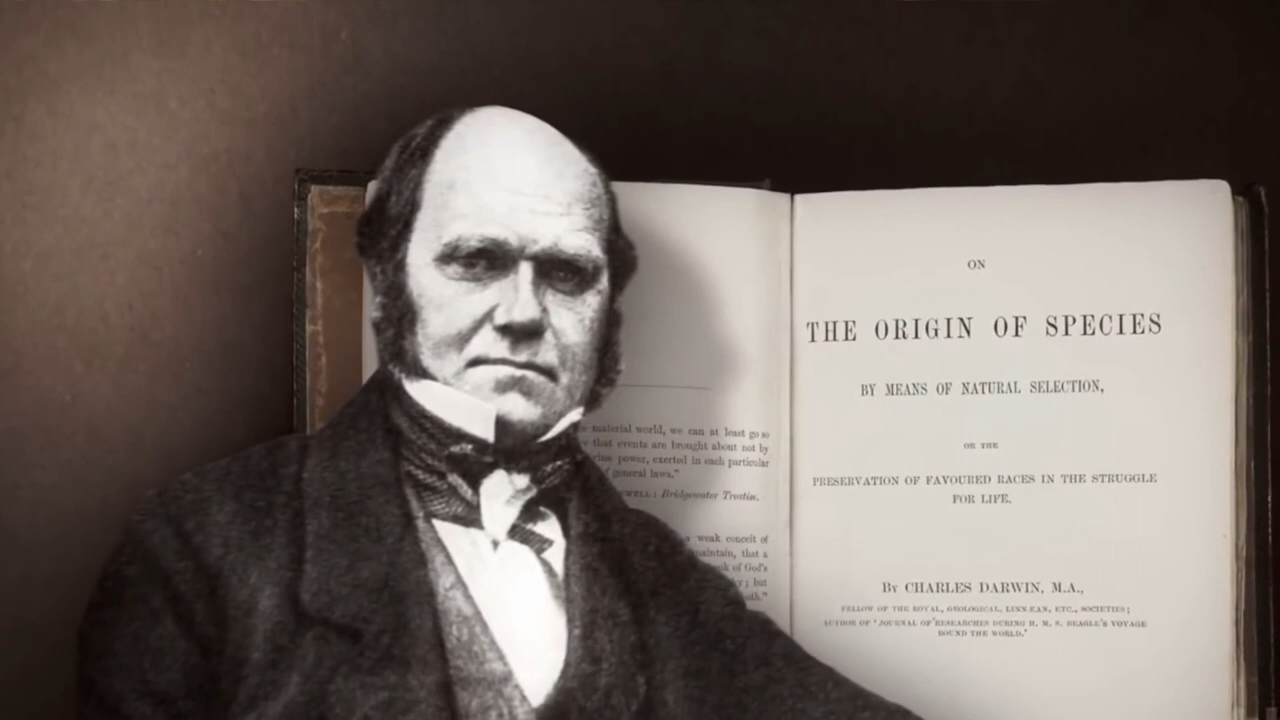 material world, we can at least go so
that events are brought about not by
power, exerted in each particular
of general laws."
Bridgewater Treatise.
a weak conceit of
maintain, that a
of God's
but
ON
THE ORIGIN OF SPECIES
BY MEANS OF NATURAL SELECTION,
OR THE
PRESERVATION OF FAVOURED RACES IN THE STRUGGLE
FOR LIFE.
By CHARLES DARWIN, M.A.,
FELLOW OF THE ROYAL, GEOLOGICAL, LINNÆAN, ETC., SOCIETIES;
AUTHOR OF 'JOURNAL OF RESEARCHES DURING H. M. S. BEAGLE'S VOYAGE
ROUND THE WORLD.'